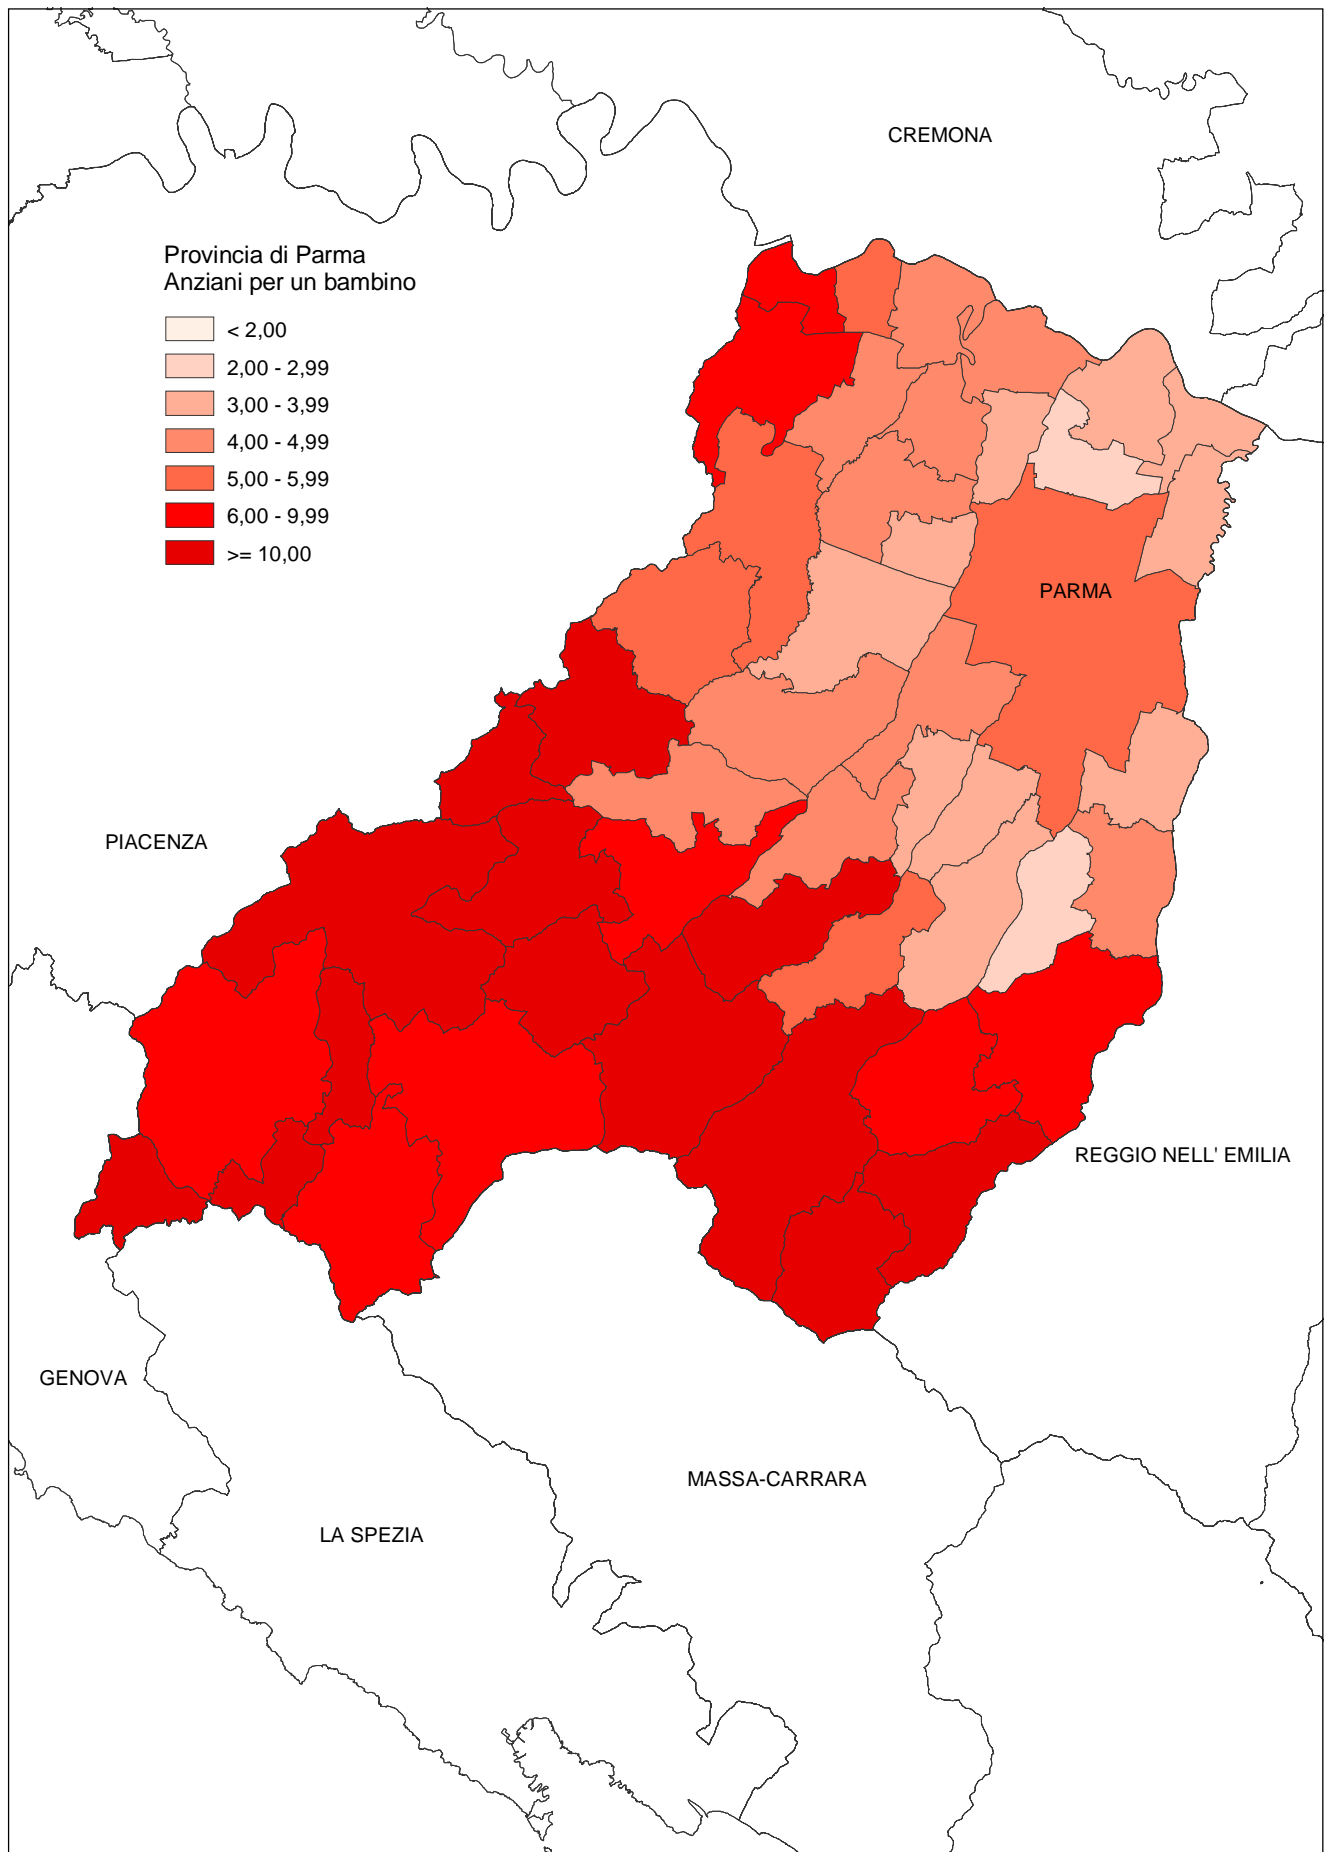 CREMONA
Provincia di Parma
Anziani per un bambino
< 2,00
2,00 - 2,99
3,00 - 3,99
4,00 - 4,99
5,00 - 5,99
6,00 - 9,99
>= 10,00
PARMA
PIACENZA
REGGIO NELL' EMILIA
GENOVA
MASSA-CARRARA
LA SPEZIA